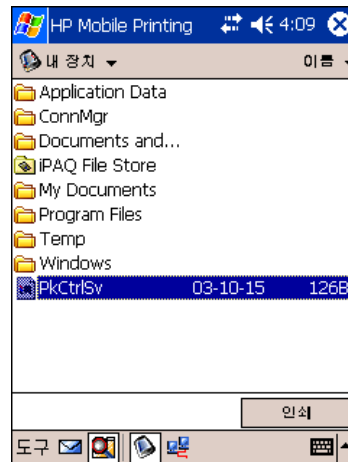 HP Mobile Printing 4:09
내 장치 이름
Application Data
ConnMgr
Documents and...
iPAQ File Store
My Documents
Program Files
Temp
Windows
PkCtrlSv 03-10-15 126B
인쇄
도구